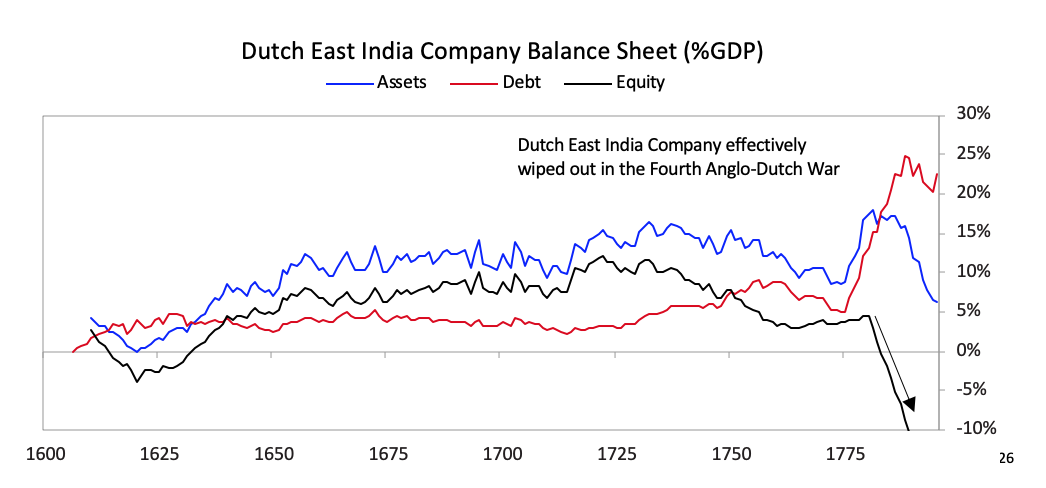 Dutch East India Company Balance Sheet (%GDP)
Assets Debt Equity
Dutch East India Company effectively
wiped out in the Fourth Anglo-Dutch War
30%
25%
20%
15%
10%
5%
0%
-5%
-10%
1600 1625 1650 1675 1700 1725 1750 1775
26